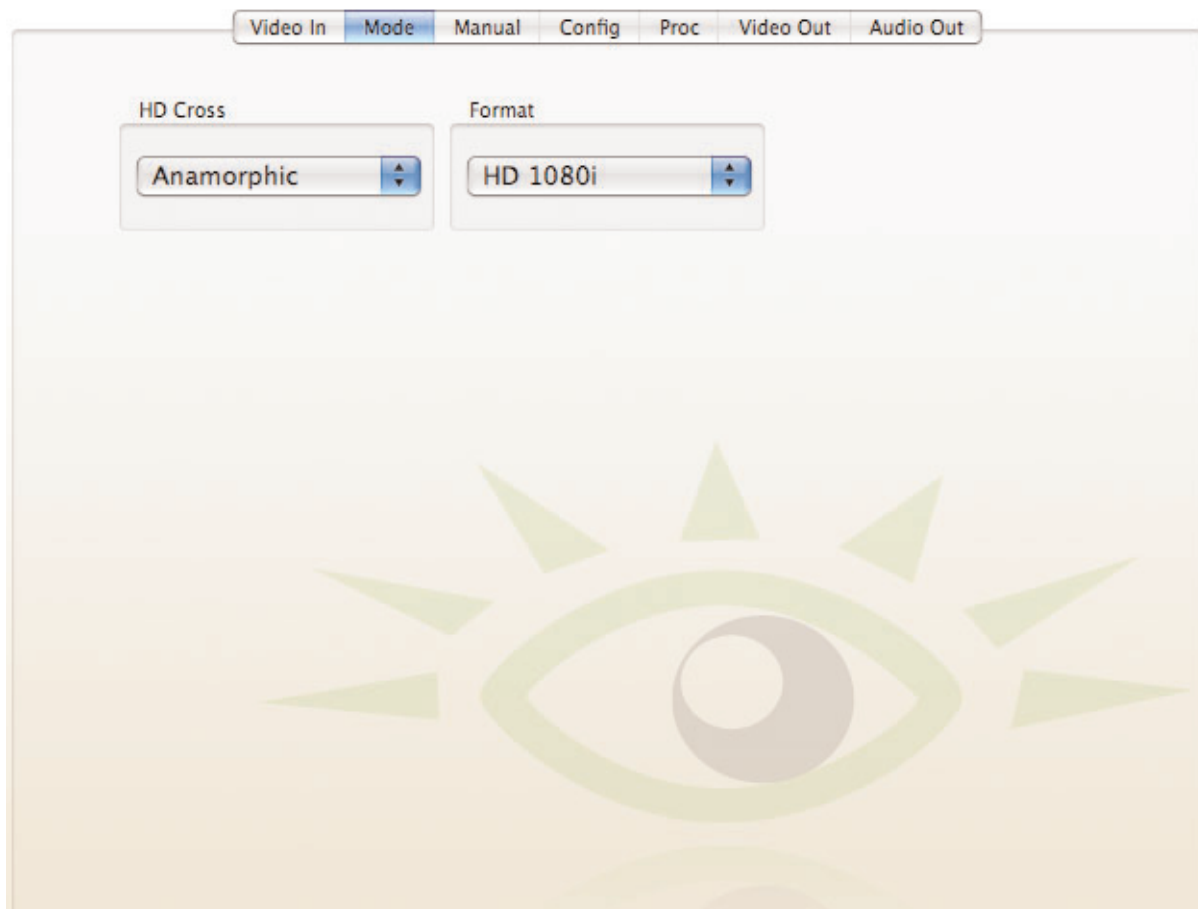 Video In Mode Manual Config Proc Video Out Audio Out
HD Cross Format
Anamorphic HD 1080i